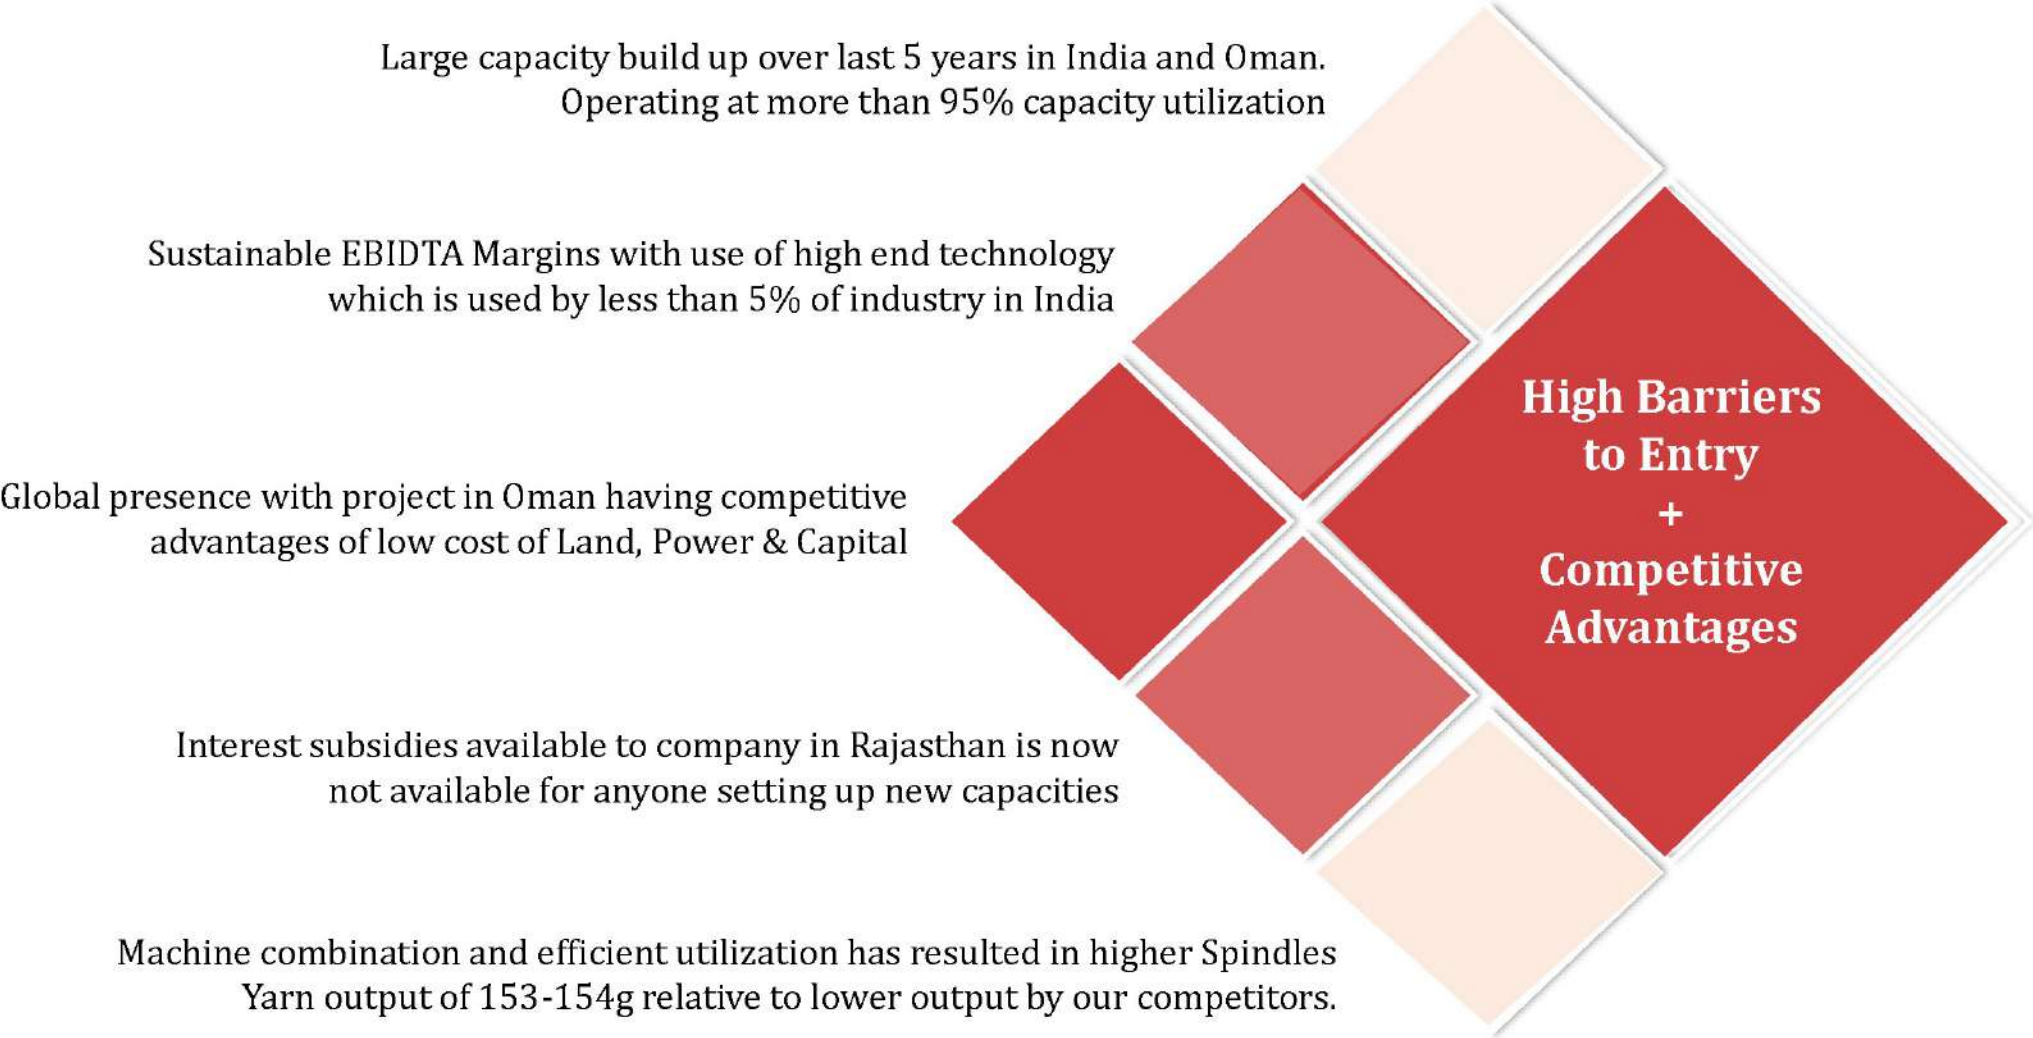 Large capacity build up over last 5 years in India and Oman.
Operating at more than 95% capacity utilization
Sustainable EBIDTA Margins with use of high end technology
which is used by less than 5% of industry in India
Global presence with project in Oman having competitive
advantages of low cost of Land, Power & Capital
Interest subsidies available to company in Rajasthan is now
not available for anyone setting up new capacities
Machine combination and efficient utilization has resulted in higher Spindles
Yarn output of 153-154g relative to lower output by our competitors.
High Barriers
to Entry
+
Competitive
Advantages